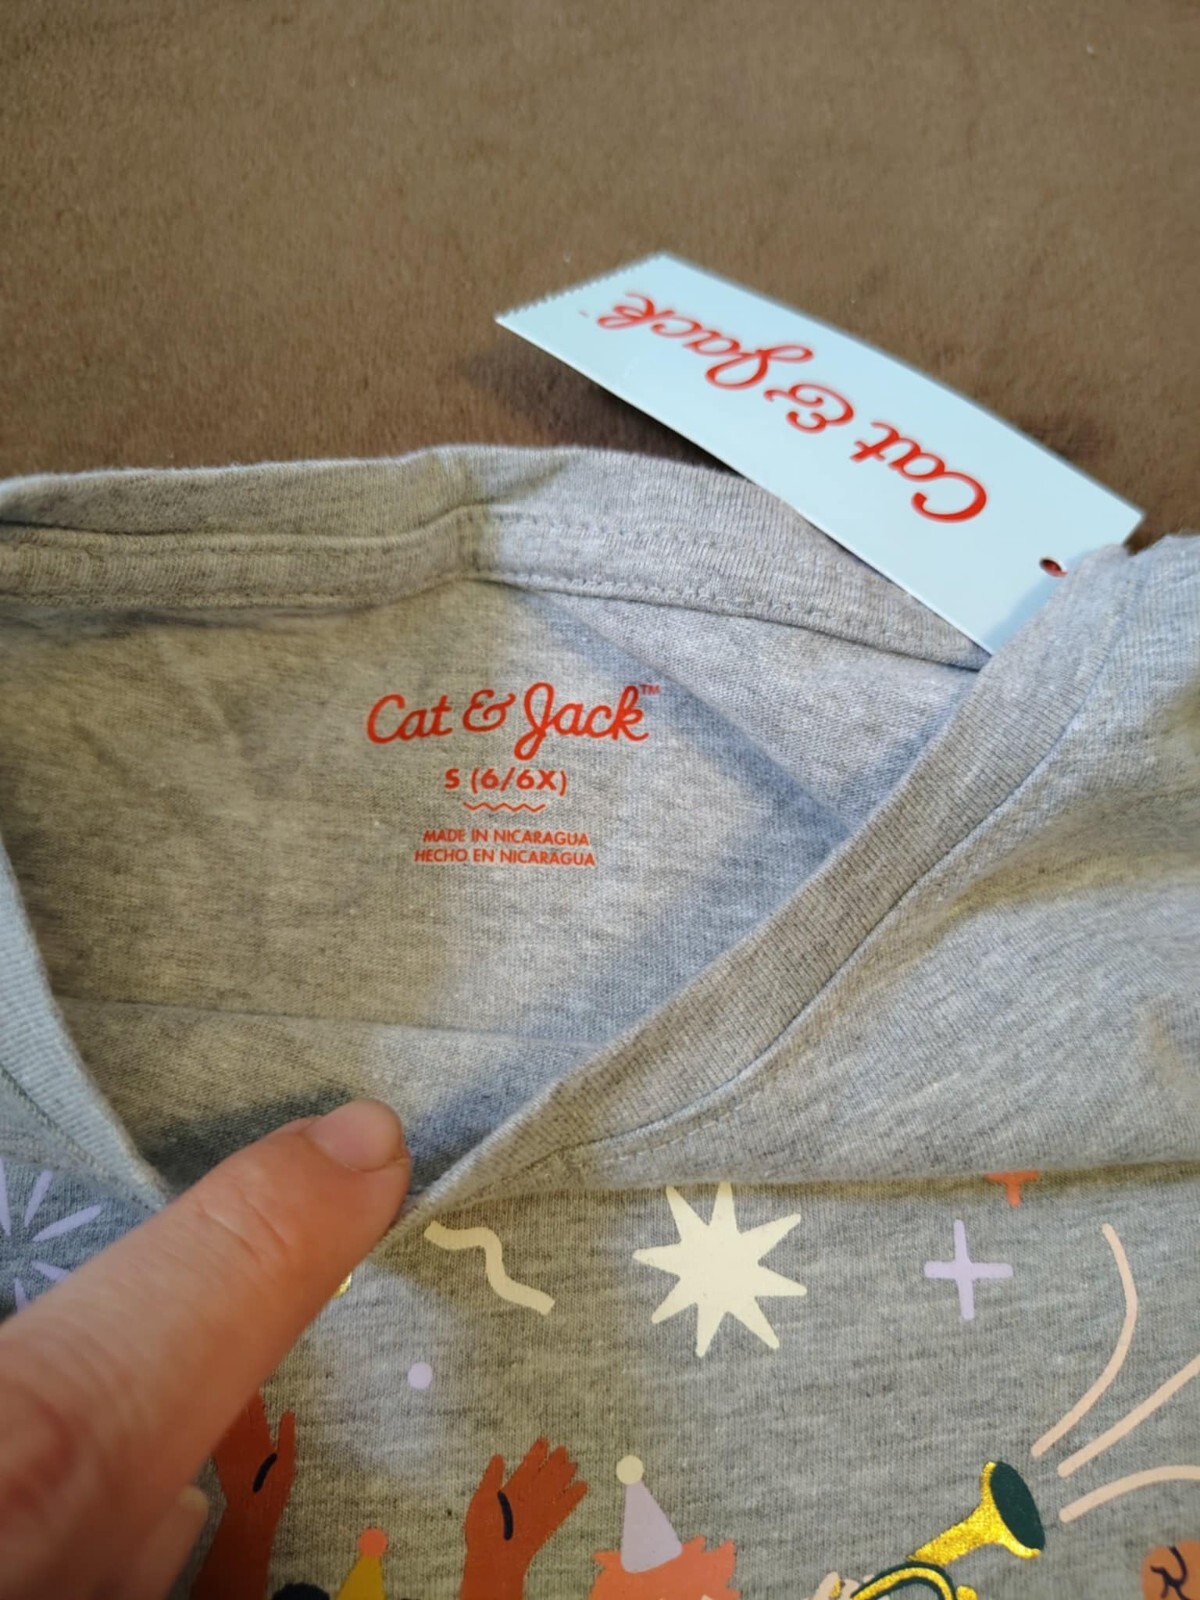 Cat & Jack
Cat & Jack™
S (6/6X)
MADE IN NICARAGUA
HECHO EN NICARAGUA